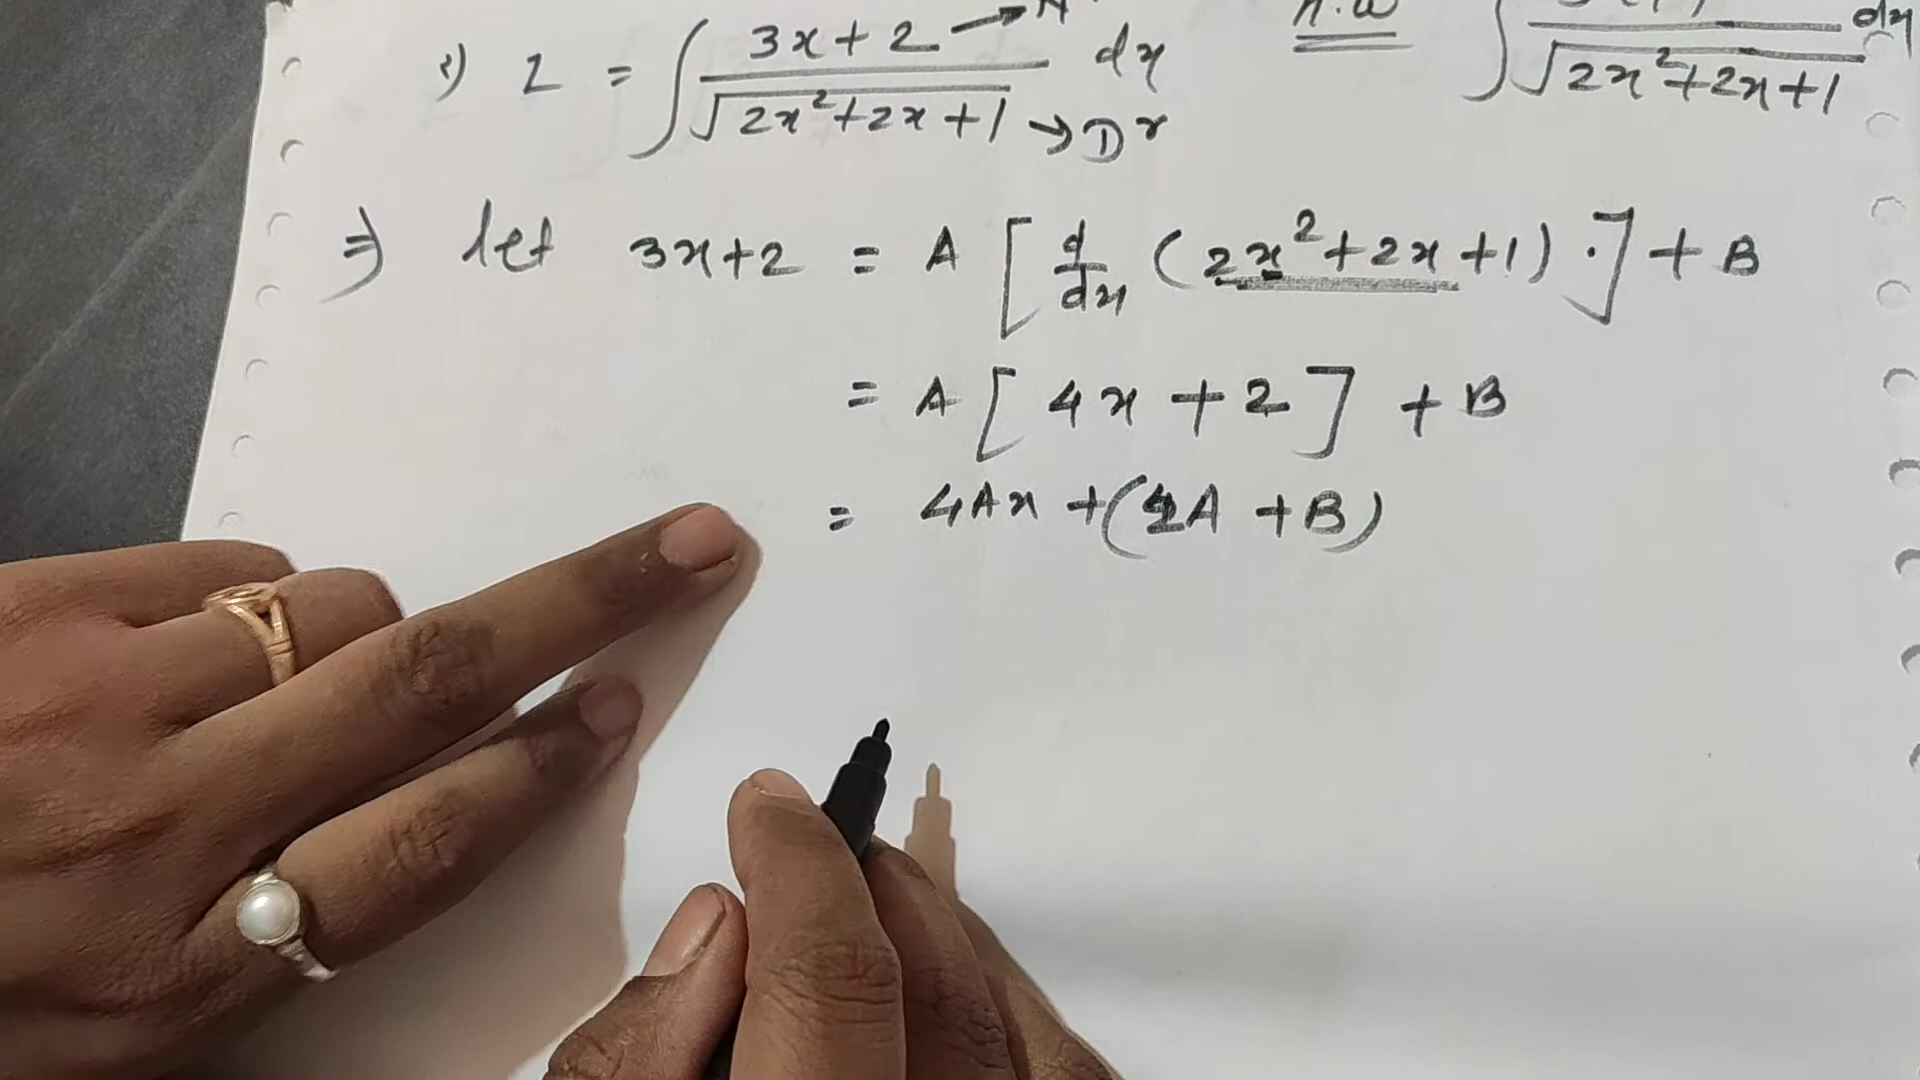 1) I = ∫ 3x+2 / √2x²+2x+1 dx → Dʳ
∫ / √2x²+2x+1 dx
⇒ let 3x+2 = A [ d/dx (2x²+2x+1) . ] + B
= A [ 4x + 2 ] + B
= 4Ax + (2A + B)